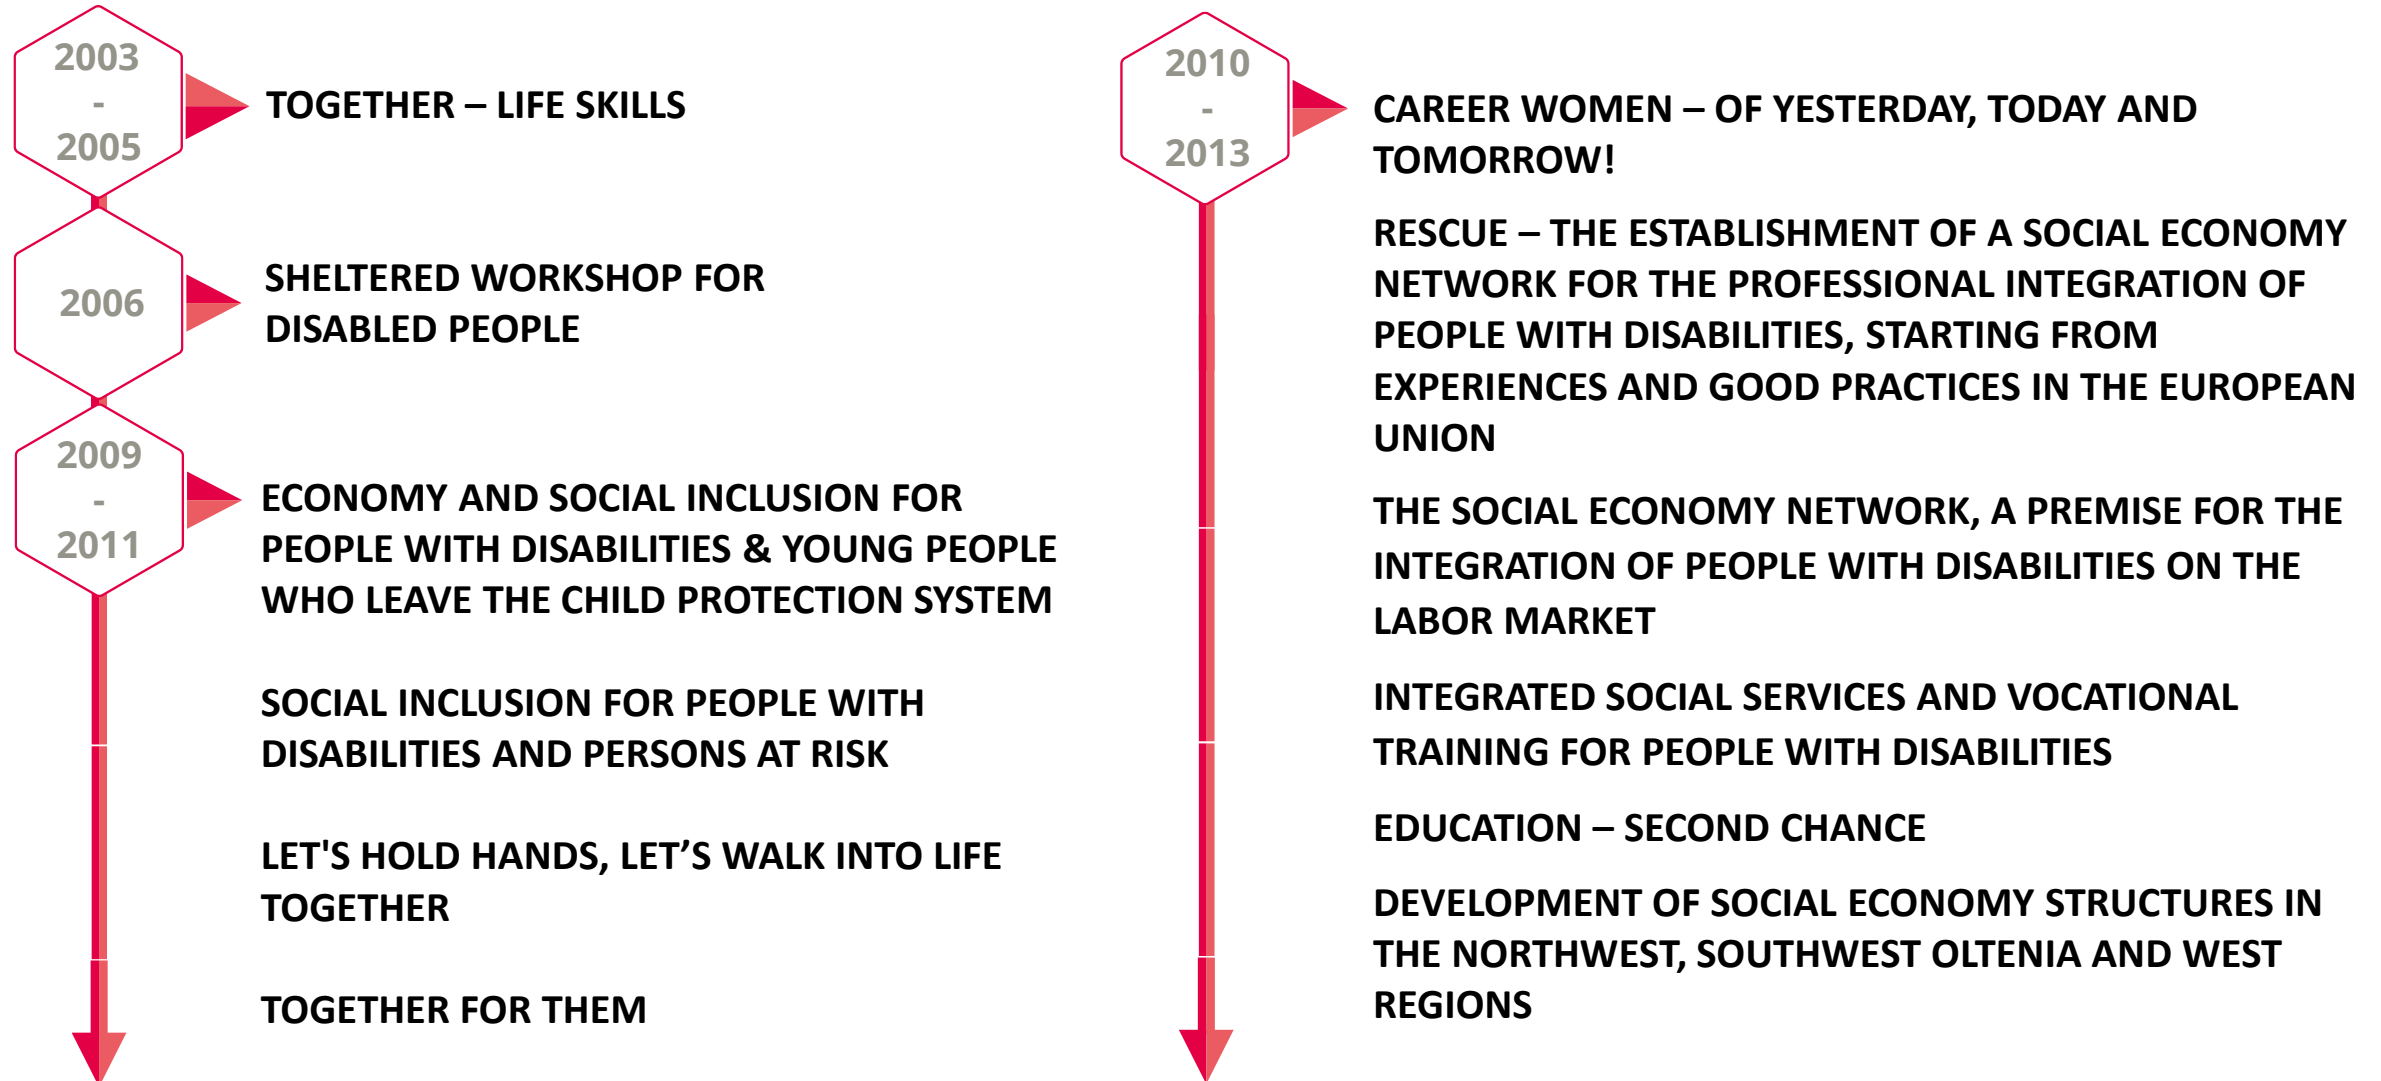 2003
-
2005
TOGETHER – LIFE SKILLS
2006
SHELTERED WORKSHOP FOR
DISABLED PEOPLE
2009
-
2011
ECONOMY AND SOCIAL INCLUSION FOR
PEOPLE WITH DISABILITIES & YOUNG PEOPLE
WHO LEAVE THE CHILD PROTECTION SYSTEM
SOCIAL INCLUSION FOR PEOPLE WITH
DISABILITIES AND PERSONS AT RISK
LET'S HOLD HANDS, LET’S WALK INTO LIFE
TOGETHER
TOGETHER FOR THEM
2010
-
2013
CAREER WOMEN – OF YESTERDAY, TODAY AND
TOMORROW!
RESCUE – THE ESTABLISHMENT OF A SOCIAL ECONOMY
NETWORK FOR THE PROFESSIONAL INTEGRATION OF
PEOPLE WITH DISABILITIES, STARTING FROM
EXPERIENCES AND GOOD PRACTICES IN THE EUROPEAN
UNION
THE SOCIAL ECONOMY NETWORK, A PREMISE FOR THE
INTEGRATION OF PEOPLE WITH DISABILITIES ON THE
LABOR MARKET
INTEGRATED SOCIAL SERVICES AND VOCATIONAL
TRAINING FOR PEOPLE WITH DISABILITIES
EDUCATION – SECOND CHANCE
DEVELOPMENT OF SOCIAL ECONOMY STRUCTURES IN
THE NORTHWEST, SOUTHWEST OLTENIA AND WEST
REGIONS